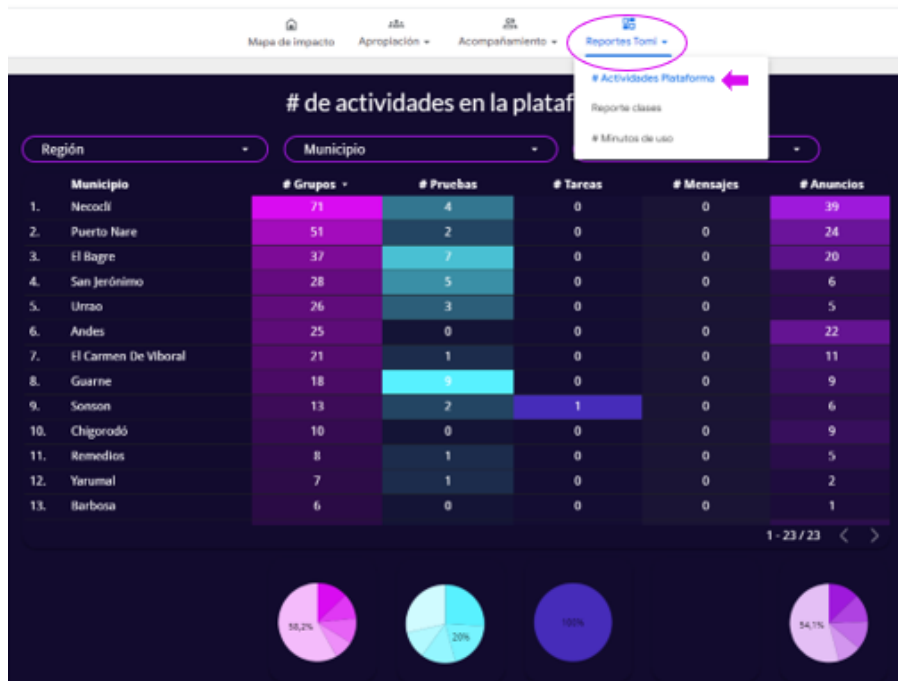 Mapa de impacto Apropiación Acompañamiento Reportes Tomi
# Actividades Plataforma
Reporte clases
# Minutos de uso
# de actividades en la plataf
Región Municipio
Municipio # Grupos # Pruebas # Tareas # Mensajes # Anuncios
1. Necoclí 71 4 0 0 39
2. Puerto Nare 51 2 0 0 24
3. El Bagre 37 7 0 0 20
4. San Jerónimo 28 5 0 0 6
5. Urrao 26 3 0 0 5
6. Andes 25 0 0 0 22
7. El Carmen De Viboral 21 1 0 0 11
8. Guarne 18 9 0 0 9
9. Sonson 13 2 1 0 6
10. Chigorodó 10 0 0 0 9
11. Remedios 8 1 0 0 5
12. Yarumal 7 1 0 0 2
13. Barbosa 6 0 0 0 1
1 - 23 / 23
58,2% 20% 100% 54,1%